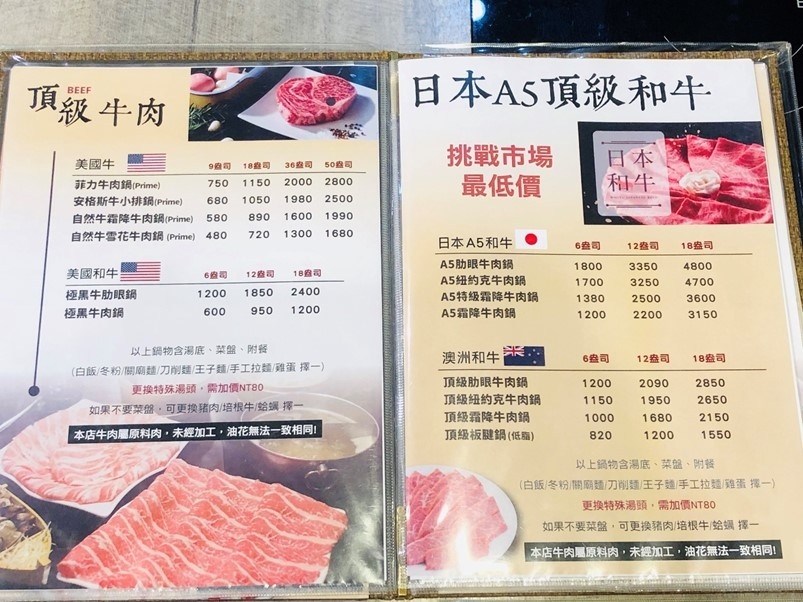 頂級牛肉
BEEF
美國牛 9盎司 18盎司 36盎司 50盎司
菲力牛肉鍋(Prime) 750 1150 2000 2800
安格斯牛小排鍋(Prime) 680 1050 1980 2500
自然牛霜降牛肉鍋(Prime) 580 890 1600 1990
自然牛雪花牛肉鍋(Prime) 480 720 1300 1680
美國和牛 6盎司 12盎司 18盎司
極黑牛肋眼鍋 1200 1850 2400
極黑牛肉鍋 600 950 1200
以上鍋物含湯底、菜盤、附餐
(白飯/冬粉/關廟麵/刀削麵/王子麵/手工拉麵/雞蛋 擇一)
更換特殊湯頭，需加價NT80
如果不要菜盤，可更換豬肉/培根牛/蛤蠣 擇一
本店牛肉屬原料肉，未經加工，油花無法一致相同!
日本A5頂級和牛
挑戰市場
最低價
日本
和牛
日本A5和牛 6盎司 12盎司 18盎司
A5肋眼牛肉鍋 1800 3350 4800
A5紐約克牛肉鍋 1700 3250 4700
A5特級霜降牛肉鍋 1380 2500 3600
A5霜降牛肉鍋 1200 2200 3150
澳洲和牛 6盎司 12盎司 18盎司
頂級肋眼牛肉鍋 1200 2090 2850
頂級紐約克牛肉鍋 1150 1950 2650
頂級霜降牛肉鍋 1000 1680 2150
頂級板腱鍋(低脂) 820 1200 1550
以上鍋物含湯底、菜盤、附餐
(白飯/冬粉/關廟麵/刀削麵/王子麵/手工拉麵/雞蛋 擇一)
更換特殊湯頭，需加價NT80
如果不要菜盤，可更換豬肉/培根牛/蛤蠣 擇一
本店牛肉屬原料肉，未經加工，油花無法一致相同!